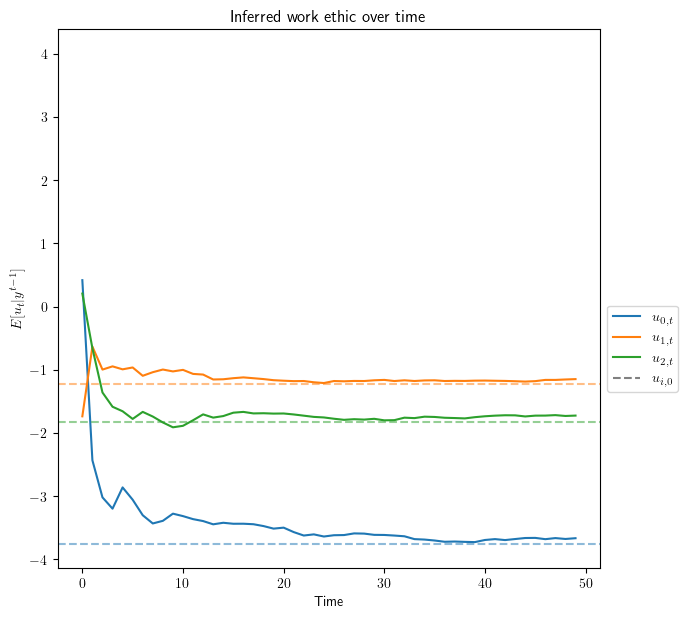 Inferred work ethic over time
E[u_t|y^{t−1}]
4
3
2
1
0
−1
−2
−3
−4
0 10 20 30 40 50
Time
u_{0,t}
u_{1,t}
u_{2,t}
u_{i,0}